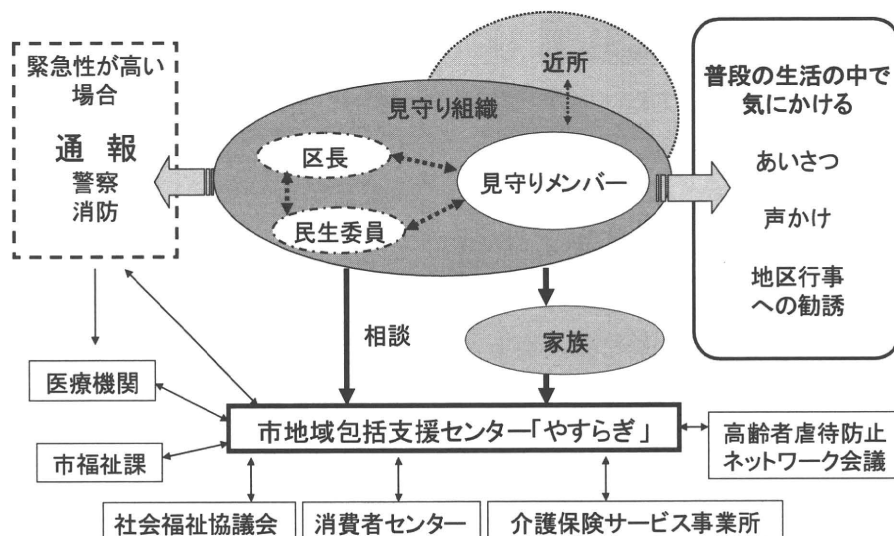 緊急性が高い
場合
通報
警察
消防
近所
見守り組織
区長
民生委員
見守りメンバー
普段の生活の中で
気にかける
あいさつ
声かけ
地区行事
への勧誘
相談
家族
医療機関
市福祉課
市地域包括支援センター「やすらぎ」
高齢者虐待防止
ネットワーク会議
社会福祉協議会
消費者センター
介護保険サービス事業所